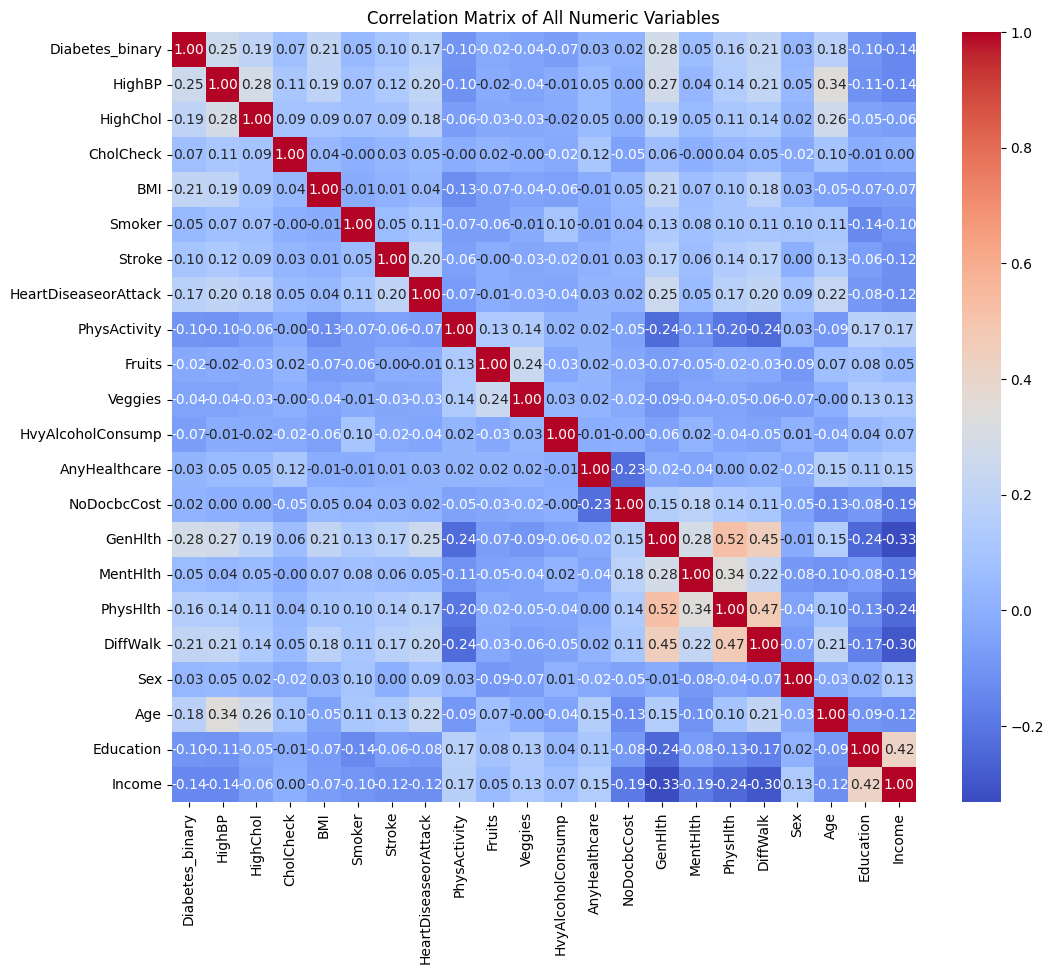 Correlation Matrix of All Numeric Variables
Diabetes_binary 1.00 0.25 0.19 0.07 0.21 0.05 0.10 0.17 -0.10 -0.02 -0.04 -0.07 0.03 0.02 0.28 0.05 0.16 0.21 0.03 0.18 -0.10 -0.14
HighBP 0.25 1.00 0.28 0.11 0.19 0.07 0.12 0.20 -0.10 -0.02 -0.04 -0.01 0.05 0.00 0.27 0.04 0.14 0.21 0.05 0.34 -0.11 -0.14
HighChol 0.19 0.28 1.00 0.09 0.09 0.07 0.09 0.18 -0.06 -0.03 -0.03 -0.02 0.05 0.00 0.19 0.05 0.11 0.14 0.02 0.26 -0.05 -0.06
CholCheck 0.07 0.11 0.09 1.00 0.04 -0.00 0.03 0.05 -0.00 0.02 -0.00 -0.02 0.12 -0.05 0.06 -0.00 0.04 0.05 -0.02 0.10 -0.01 0.00
BMI 0.21 0.19 0.09 0.04 1.00 -0.01 0.01 0.04 -0.13 -0.07 -0.04 -0.06 -0.01 0.05 0.21 0.07 0.10 0.18 0.03 -0.05 -0.07 -0.07
Smoker 0.05 0.07 0.07 -0.00 -0.01 1.00 0.05 0.11 -0.07 -0.06 -0.01 0.10 -0.01 0.04 0.13 0.08 0.10 0.11 0.10 0.11 -0.14 -0.10
Stroke 0.10 0.12 0.09 0.03 0.01 0.05 1.00 0.20 -0.06 -0.00 -0.03 -0.02 0.01 0.03 0.17 0.06 0.14 0.17 0.00 0.13 -0.06 -0.12
HeartDiseaseorAttack 0.17 0.20 0.18 0.05 0.04 0.11 0.20 1.00 -0.07 -0.01 -0.03 -0.04 0.03 0.02 0.25 0.05 0.17 0.20 0.09 0.22 -0.08 -0.12
PhysActivity -0.10 -0.10 -0.06 -0.00 -0.13 -0.07 -0.06 -0.07 1.00 0.13 0.14 0.02 0.02 -0.05 -0.24 -0.11 -0.20 -0.24 0.03 -0.09 0.17 0.17
Fruits -0.02 -0.02 -0.03 0.02 -0.07 -0.06 -0.00 -0.01 0.13 1.00 0.24 -0.03 0.02 -0.03 -0.07 -0.05 -0.02 -0.03 -0.09 0.07 0.08 0.05
Veggies -0.04 -0.04 -0.03 -0.00 -0.04 -0.01 -0.03 -0.03 0.14 0.24 1.00 0.03 0.02 -0.02 -0.09 -0.04 -0.05 -0.06 -0.07 -0.00 0.13 0.13
HvyAlcoholConsump -0.07 -0.01 -0.02 -0.02 -0.06 0.10 -0.02 -0.04 0.02 -0.03 0.03 1.00 -0.01 -0.00 -0.06 0.02 -0.04 -0.05 0.01 -0.04 0.04 0.07
AnyHealthcare 0.03 0.05 0.05 0.12 -0.01 -0.01 0.01 0.03 0.02 0.02 0.02 -0.01 1.00 -0.23 -0.02 -0.04 0.00 0.02 -0.02 0.15 0.11 0.15
NoDocbcCost 0.02 0.00 0.00 -0.05 0.05 0.04 0.03 0.02 -0.05 -0.03 -0.02 -0.00 -0.23 1.00 0.15 0.18 0.14 0.11 -0.05 -0.13 -0.08 -0.19
GenHlth 0.28 0.27 0.19 0.06 0.21 0.13 0.17 0.25 -0.24 -0.07 -0.09 -0.06 -0.02 0.15 1.00 0.28 0.52 0.45 -0.01 0.15 -0.24 -0.33
MentHlth 0.05 0.04 0.05 -0.00 0.07 0.08 0.06 0.05 -0.11 -0.05 -0.04 0.02 -0.04 0.18 0.28 1.00 0.34 0.22 -0.08 -0.10 -0.08 -0.19
PhysHlth 0.16 0.14 0.11 0.04 0.10 0.10 0.14 0.17 -0.20 -0.02 -0.05 -0.04 0.00 0.14 0.52 0.34 1.00 0.47 -0.04 0.10 -0.13 -0.24
DiffWalk 0.21 0.21 0.14 0.05 0.18 0.11 0.17 0.20 -0.24 -0.03 -0.06 -0.05 0.02 0.11 0.45 0.22 0.47 1.00 -0.07 0.21 -0.17 -0.30
Sex 0.03 0.05 0.02 -0.02 0.03 0.10 0.00 0.09 0.03 -0.09 -0.07 0.01 -0.02 -0.05 -0.01 -0.08 -0.04 -0.07 1.00 -0.03 0.02 0.13
Age 0.18 0.34 0.26 0.10 -0.05 0.11 0.13 0.22 -0.09 0.07 -0.00 -0.04 0.15 -0.13 0.15 -0.10 0.10 0.21 -0.03 1.00 -0.09 -0.12
Education -0.10 -0.11 -0.05 -0.01 -0.07 -0.14 -0.06 -0.08 0.17 0.08 0.13 0.04 0.11 -0.08 -0.24 -0.08 -0.13 -0.17 0.02 -0.09 1.00 0.42
Income -0.14 -0.14 -0.06 0.00 -0.07 -0.10 -0.12 -0.12 0.17 0.05 0.13 0.07 0.15 -0.19 -0.33 -0.19 -0.24 -0.30 0.13 -0.12 0.42 1.00
Diabetes_binary
HighBP
HighChol
CholCheck
BMI
Smoker
Stroke
HeartDiseaseorAttack
PhysActivity
Fruits
Veggies
HvyAlcoholConsump
AnyHealthcare
NoDocbcCost
GenHlth
MentHlth
PhysHlth
DiffWalk
Sex
Age
Education
Income
1.0
0.8
0.6
0.4
0.2
0.0
−0.2